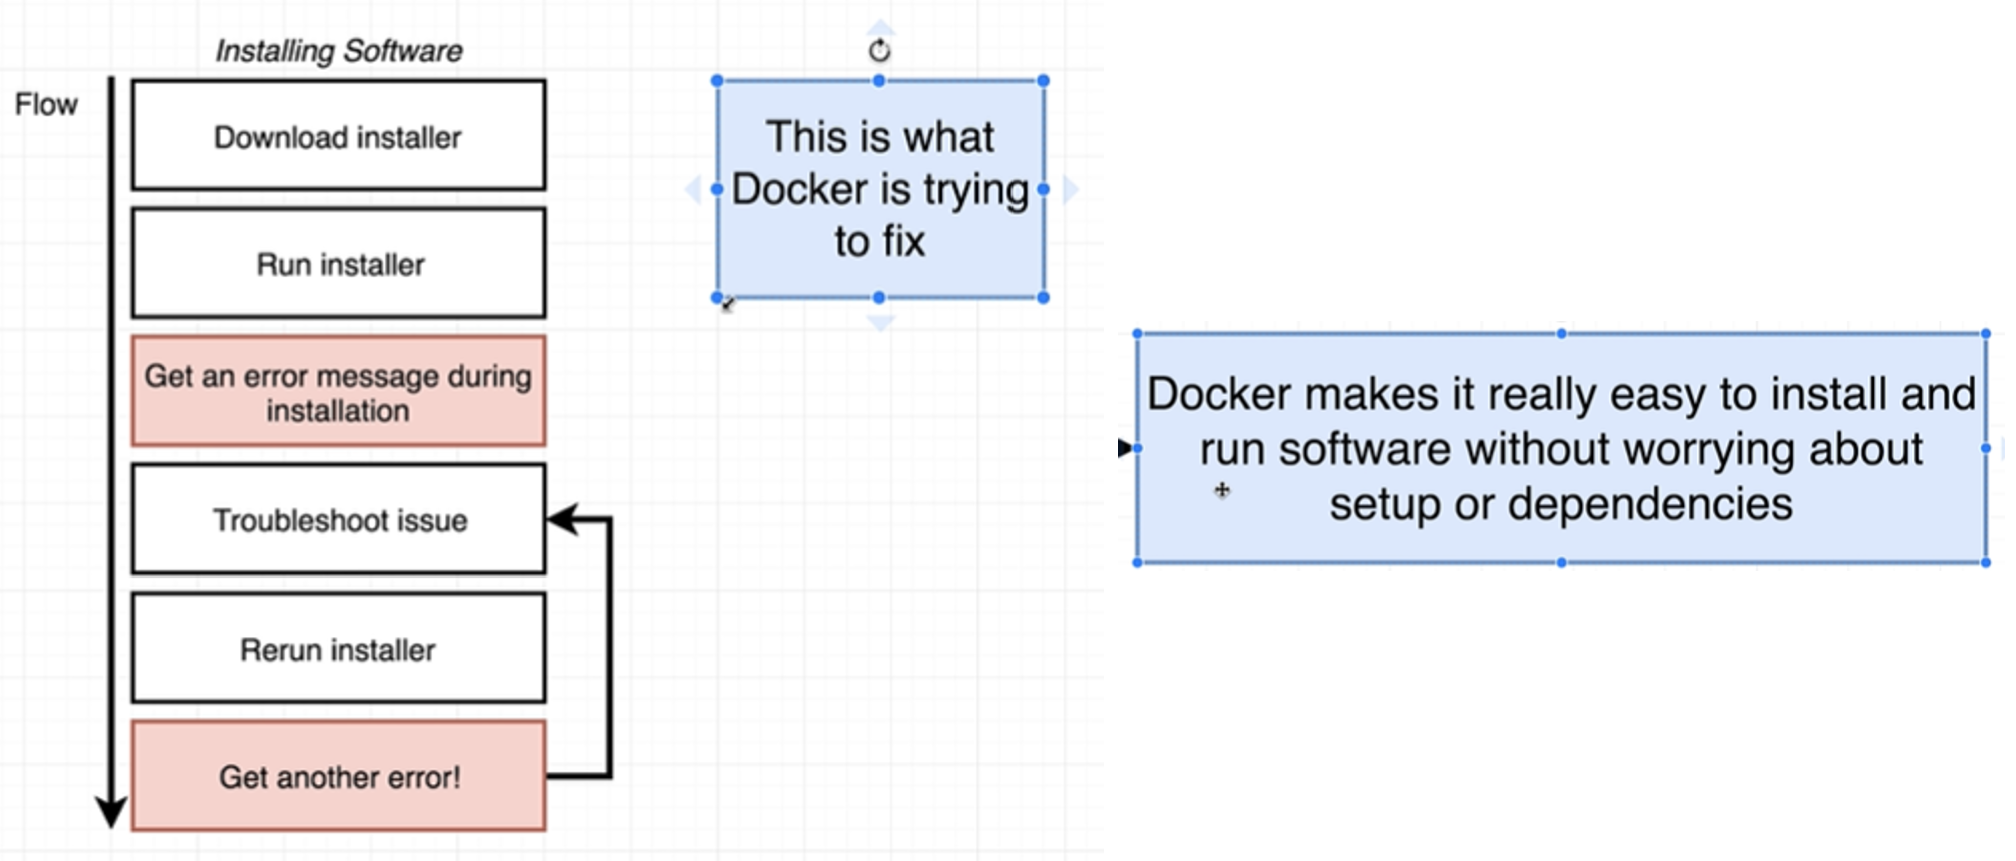 Installing Software
Flow
Download installer
Run installer
Get an error message during
installation
Troubleshoot issue
Rerun installer
Get another error!
This is what
Docker is trying
to fix
Docker makes it really easy to install and
run software without worrying about
setup or dependencies